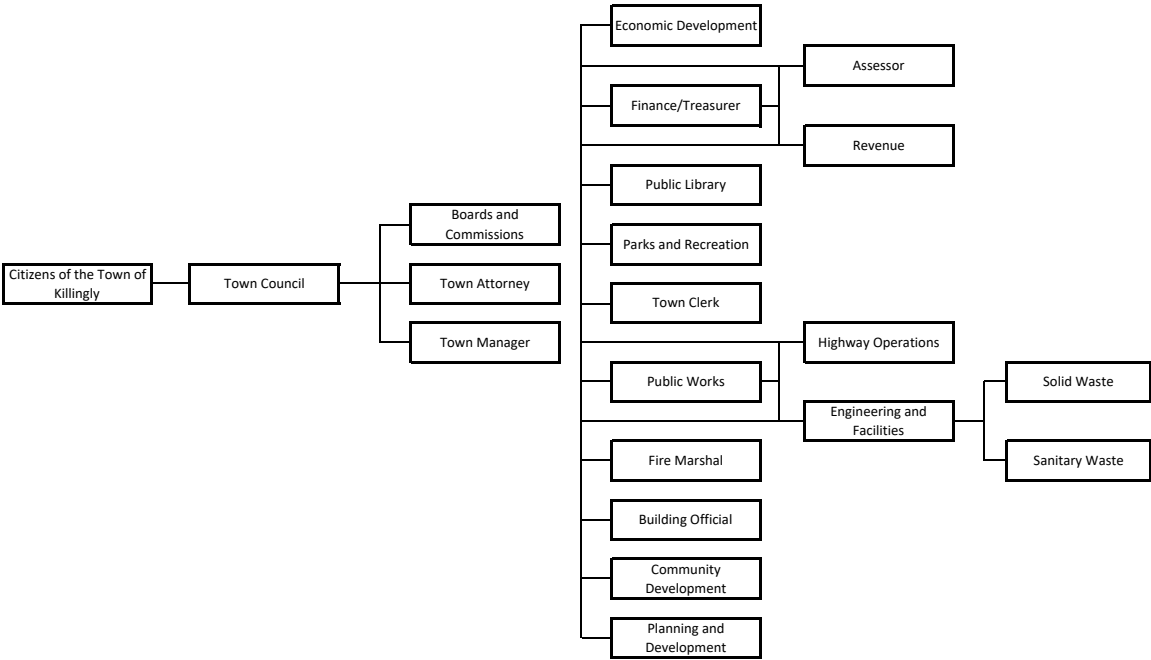 Citizens of the Town of
Killingly
Town Council
Boards and
Commissions
Town Attorney
Town Manager
Economic Development
Assessor
Finance/Treasurer
Revenue
Public Library
Parks and Recreation
Town Clerk
Highway Operations
Public Works
Engineering and
Facilities
Solid Waste
Sanitary Waste
Fire Marshal
Building Official
Community
Development
Planning and
Development